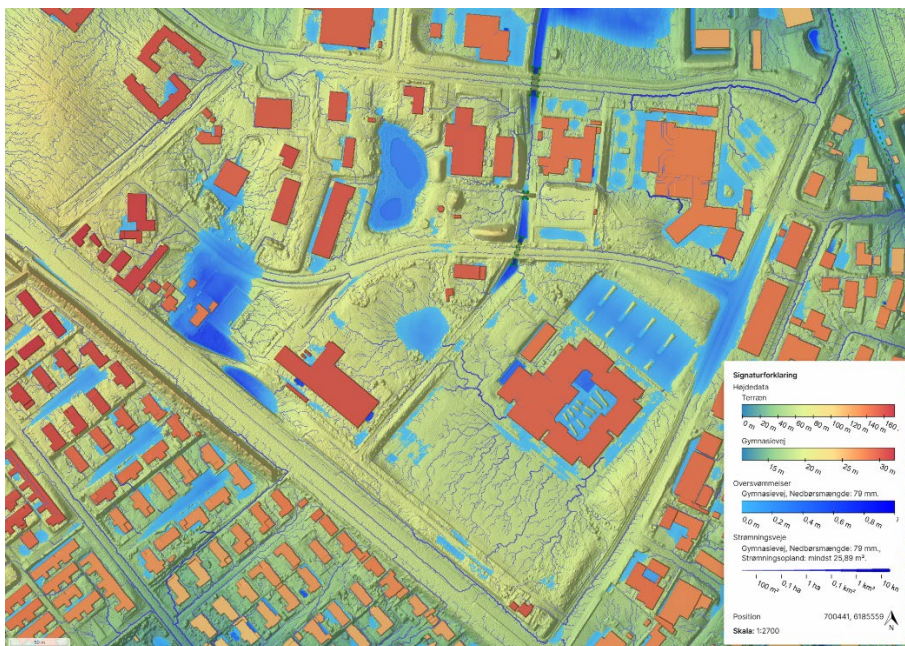 Signaturforklaring
Højdedata
Terræn
0 m 20 m 40 m 60 m 80 m 100 m 120 m 140 m 160
Gymnasievej
15 m 20 m 25 m 30 m
Oversvømmelser
Gymnasievej, Nedbørsmængde: 79 mm.
0,0 m 0,2 m 0,4 m 0,6 m 0,8 m
Strømningsveje
Gymnasievej, Nedbørsmængde: 79 mm.,
Strømningsopland: mindst 25,89 m².
100 m² 0,1 ha 1 ha 0,1 km² 1 km² 10 km
Position 700441, 6185559
N
Skala: 1:2700